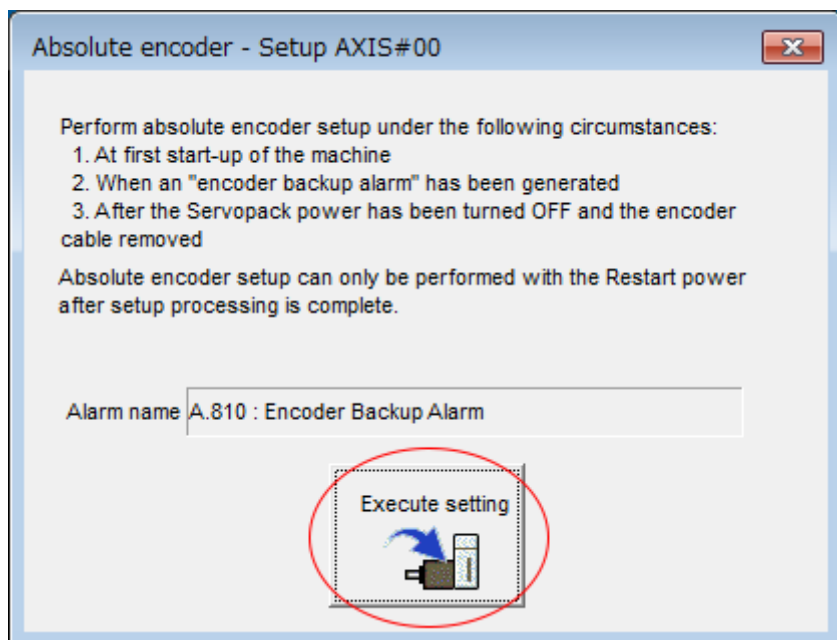 Absolute encoder - Setup AXIS#00
Perform absolute encoder setup under the following circumstances:
1. At first start-up of the machine
2. When an "encoder backup alarm" has been generated
3. After the Servopack power has been turned OFF and the encoder
cable removed
Absolute encoder setup can only be performed with the Restart power
after setup processing is complete.
Alarm name A.810 : Encoder Backup Alarm
Execute setting